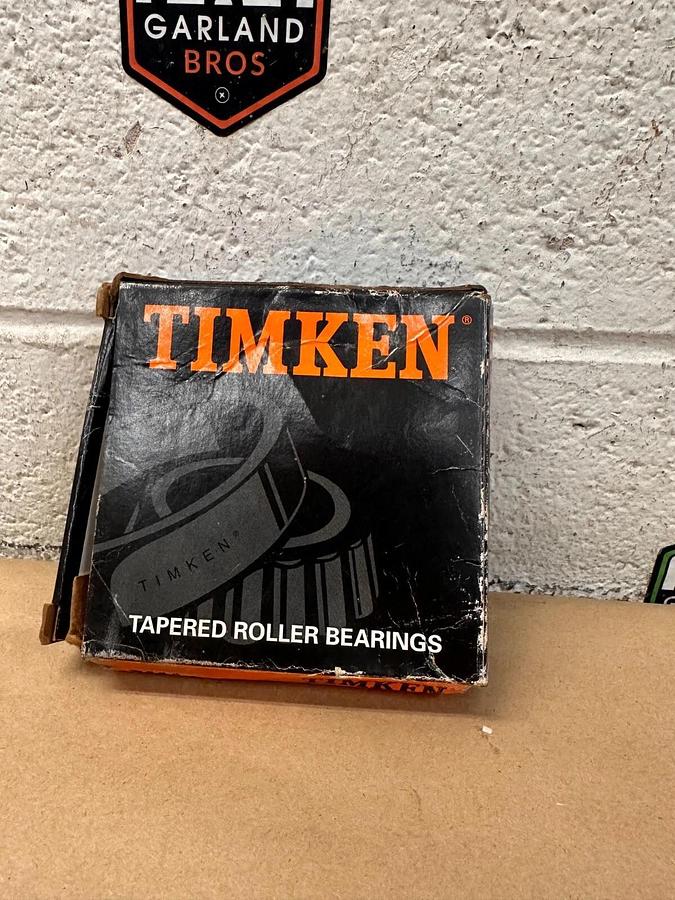 GARLAND
BROS
TIMKEN®
TIMKEN®
TAPERED ROLLER BEARINGS
TIMKEN